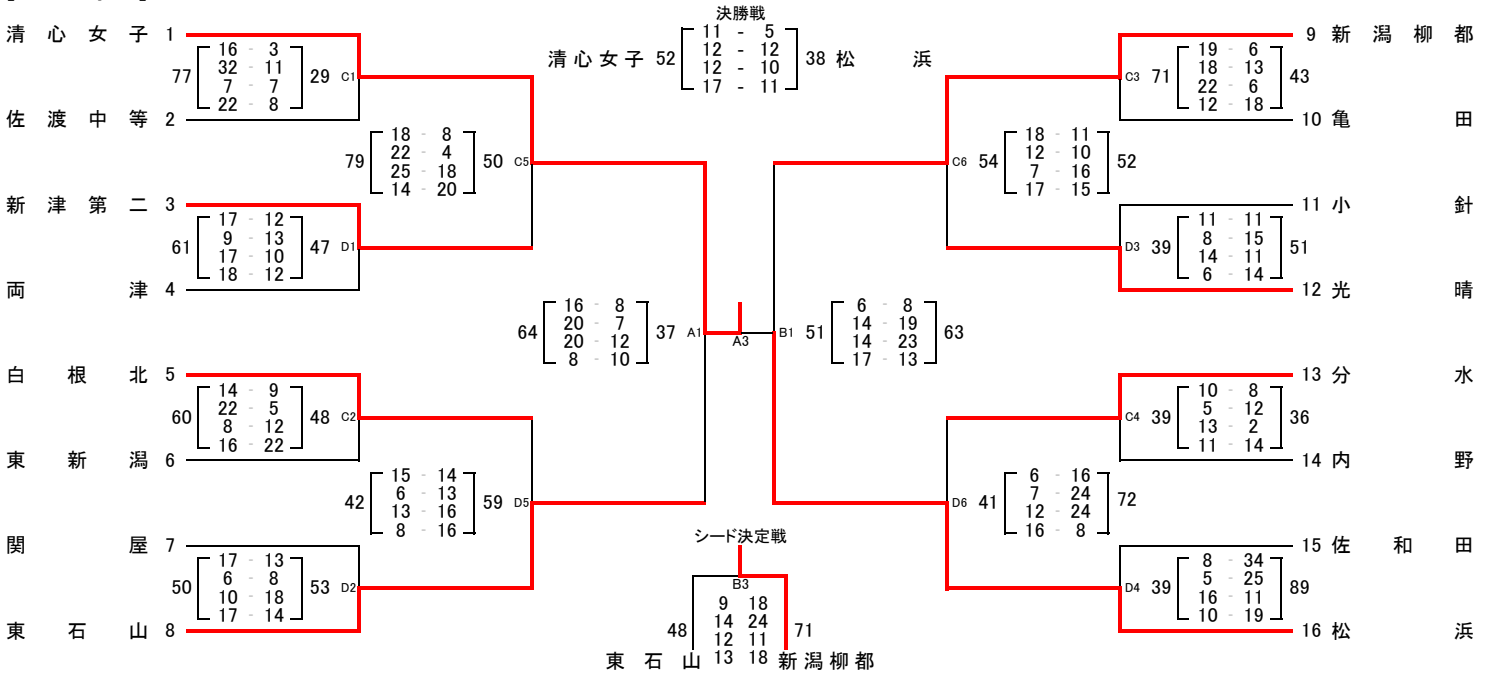 決勝戦
清心女子 52 11 - 5 38 松浜
12 - 12
12 - 10
17 - 11
清心女子 1
77 16 - 3 29 C1
32 - 11
7 - 7
22 - 8
佐渡中等 2
79 18 - 8 50 C5
22 - 4
25 - 18
14 - 20
新津第二 3
61 17 - 12 47 D1
9 - 13
17 - 10
18 - 12
両津 4
64 16 - 8 37 A1
20 - 7
20 - 12
8 - 10
白根北 5
60 14 - 9 48 C2
22 - 5
8 - 12
16 - 22
東新潟 6
42 15 - 14 59 D5
6 - 13
13 - 16
8 - 16
関屋 7
50 17 - 13 53 D2
6 - 8
10 - 18
17 - 14
東石山 8
A3
9 新潟柳都
C3 71 19 - 6 43
18 - 13
22 - 6
12 - 18
10 亀田
C6 54 18 - 11 52
12 - 10
7 - 16
17 - 15
11 小針
D3 39 11 - 11 51
8 - 15
14 - 11
6 - 14
12 光晴
B1 51 6 - 8 63
14 - 19
14 - 23
17 - 13
13 分水
C4 39 10 - 8 36
5 - 12
13 - 2
11 - 14
14 内野
D6 41 6 - 16 72
7 - 24
12 - 24
16 - 8
15 佐和田
D4 39 8 - 34 89
5 - 25
16 - 11
10 - 19
16 松浜
シード決定戦
B3
9 18
14 24
48 12 11 71
東石山 13 18 新潟柳都